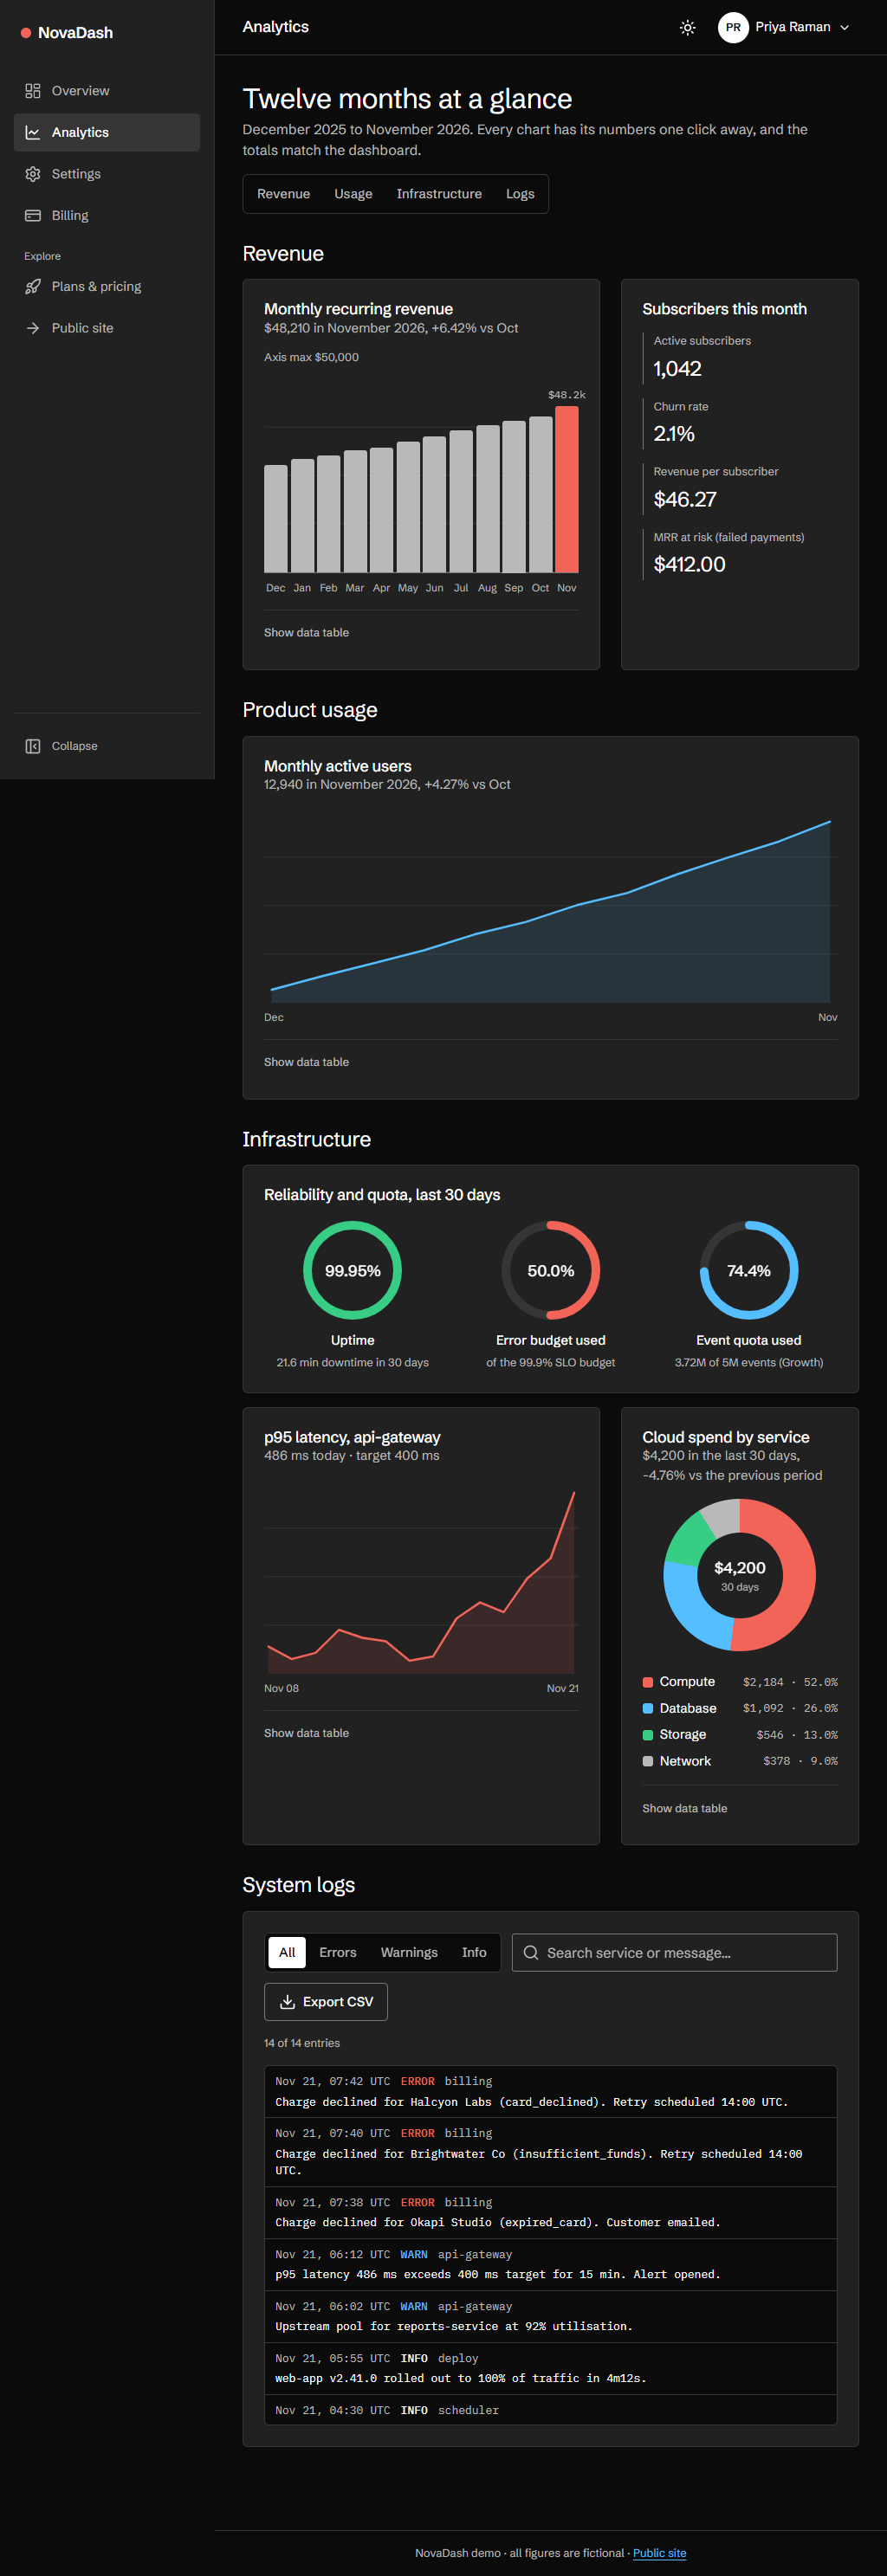 NovaDash
Overview
Analytics
Settings
Billing
Explore
Plans & pricing
Public site
Collapse
Analytics
PR
Priya Raman
Twelve months at a glance
December 2025 to November 2026. Every chart has its numbers one click away, and the
totals match the dashboard.
Revenue
Usage
Infrastructure
Logs
Revenue
Monthly recurring revenue
$48,210 in November 2026, +6.42% vs Oct
Axis max $50,000
$48.2k
Dec Jan Feb Mar Apr May Jun Jul Aug Sep Oct Nov
Show data table
Subscribers this month
Active subscribers
1,042
Churn rate
2.1%
Revenue per subscriber
$46.27
MRR at risk (failed payments)
$412.00
Product usage
Monthly active users
12,940 in November 2026, +4.27% vs Oct
Dec Nov
Show data table
Infrastructure
Reliability and quota, last 30 days
99.95%
Uptime
21.6 min downtime in 30 days
50.0%
Error budget used
of the 99.9% SLO budget
74.4%
Event quota used
3.72M of 5M events (Growth)
p95 latency, api-gateway
486 ms today · target 400 ms
Nov 08 Nov 21
Show data table
Cloud spend by service
$4,200 in the last 30 days,
-4.76% vs the previous period
$4,200
30 days
Compute $2,184 · 52.0%
Database $1,092 · 26.0%
Storage $546 · 13.0%
Network $378 · 9.0%
Show data table
System logs
All
Errors
Warnings
Info
Search service or message...
Export CSV
14 of 14 entries
Nov 21, 07:42 UTC ERROR billing
Charge declined for Halcyon Labs (card_declined). Retry scheduled 14:00 UTC.
Nov 21, 07:40 UTC ERROR billing
Charge declined for Brightwater Co (insufficient_funds). Retry scheduled 14:00
UTC.
Nov 21, 07:38 UTC ERROR billing
Charge declined for Okapi Studio (expired_card). Customer emailed.
Nov 21, 06:12 UTC WARN api-gateway
p95 latency 486 ms exceeds 400 ms target for 15 min. Alert opened.
Nov 21, 06:02 UTC WARN api-gateway
Upstream pool for reports-service at 92% utilisation.
Nov 21, 05:55 UTC INFO deploy
web-app v2.41.0 rolled out to 100% of traffic in 4m12s.
Nov 21, 04:30 UTC INFO scheduler
NovaDash demo · all figures are fictional · Public site